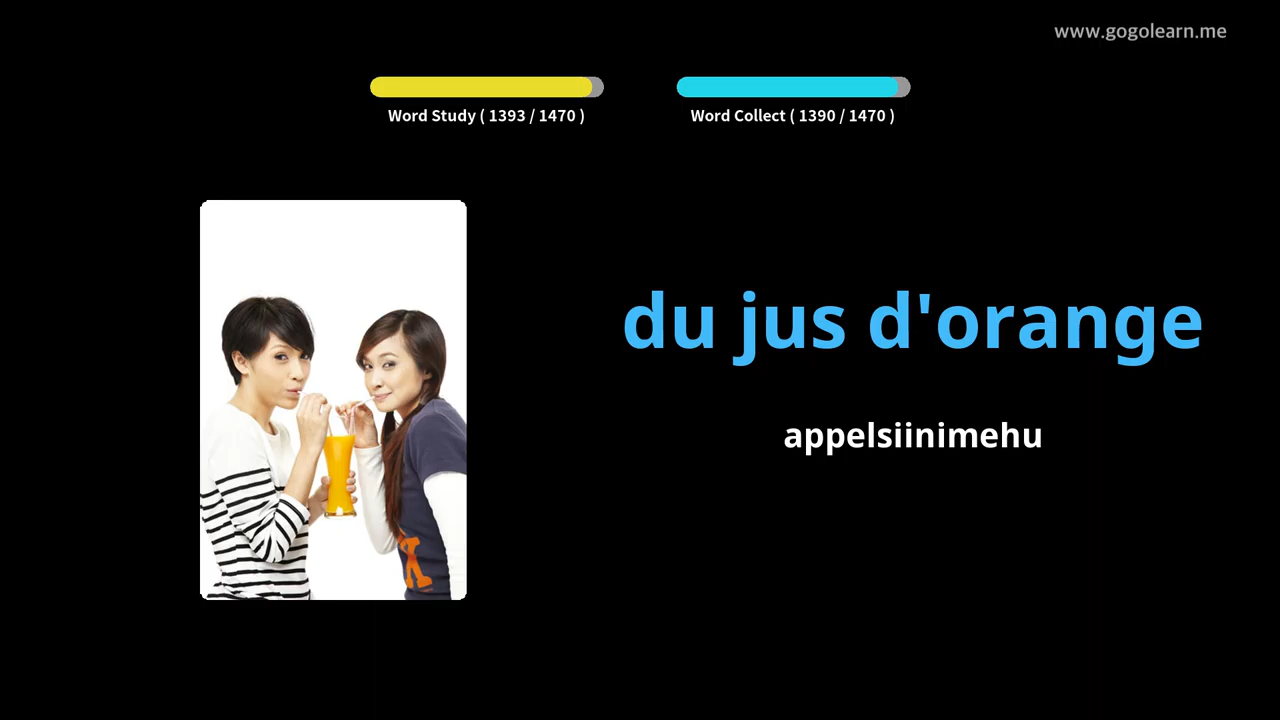 www.gogolearn.me
Word Study ( 1393 / 1470 )
Word Collect ( 1390 / 1470 )
du jus d'orange
appelsiinimehu